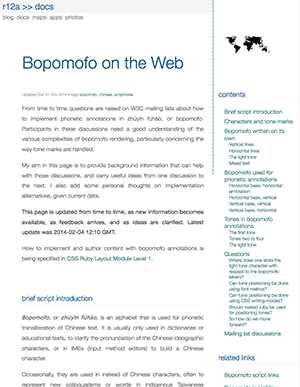 r12a >> docs
blog docs maps apps photos
Bopomofo on the Web
Updated Sun 21 Oct 2014 • tags bopomofo, chinese, scriptnotes
From time to time questions are raised on W3C mailing lists about how
to implement phonetic annotations in zhùyīn fúhào, or bopomofo.
Participants in these discussions need a good understanding of the
various complexities of bopomofo rendering, particularly concerning the
way tone marks are handled.
My aim in this page is to provide background information that can help
with those discussions, and carry useful ideas from one discussion to
the next. I also add some personal thoughts on implementation
alternatives, given current data.
This page is updated from time to time, as new information becomes
available, as feedback arrives, and as ideas are clarified. Latest
update was 2014-02-04 12:10 GMT.
How to implement and author content with bopomofo annotations is
being specified in CSS Ruby Layout Module Level 1.
brief script introduction
Bopomofo, or zhùyīn fúhào, is an alphabet that is used for phonetic
transliteration of Chinese text. It is usually only used in dictionaries or
educational texts, to clarify the pronunciation of the Chinese ideographic
characters, or in IMEs (input method editors) to build a Chinese
character.
Occasionally, they are used in instead of Chinese characters, often to
represent new colloquialisms or words in indigenous Taiwanese
contents
Brief script introduction
Characters and tone marks
Bopomofo written on its
own
Vertical lines
Horizontal lines
The light tone
Mixed text
Bopomofo used for
phonetic annotations
Horizontal base, horizontal
annotation
Horizontal base, vertical
Vertical base, vertical
Vertical base, horizontal
Tones in bopomofo
annotations
The first tone
Tones two to four
The light tone
Questions
Where does one store the
light tone character with
respect to the bopomofo
letters?
Can tone positioning be done
using font metrics?
Can tone positioning be done
using CSS writing-modes?
Should nested ruby be used
for positioning tones?
So how do we move
forward?
Mailing list discussions
related links
Bopomofo script links